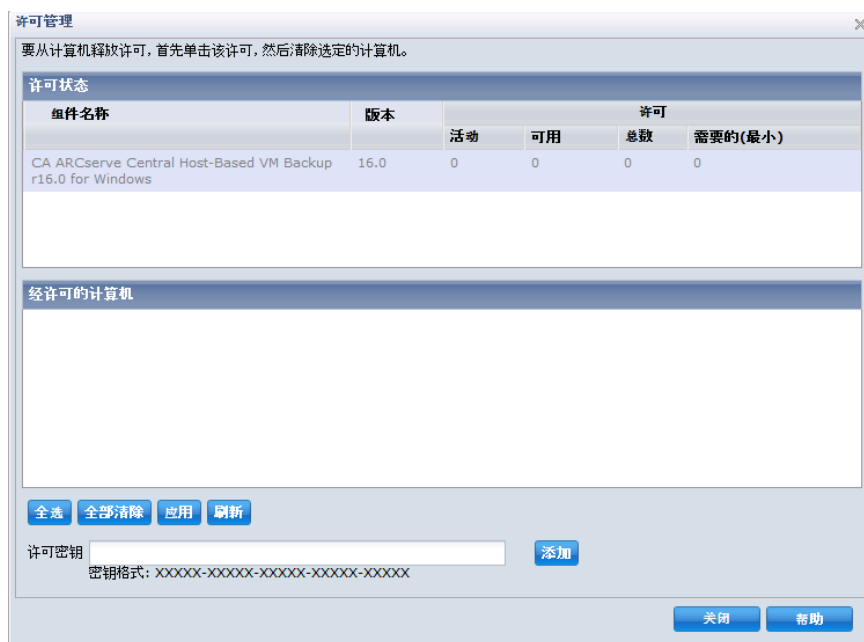 许可管理
要从计算机释放许可，首先单击该许可，然后清除选定的计算机。
许可状态
组件名称 版本 许可
活动 可用 总数 需要的(最小)
CA ARCserve Central Host-Based VM Backup r16.0 for Windows 16.0 0 0 0 0
经许可的计算机
全选 全部清除 应用 刷新
许可密钥 添加
密钥格式: XXXXX-XXXXX-XXXXX-XXXXX-XXXXX
关闭 帮助